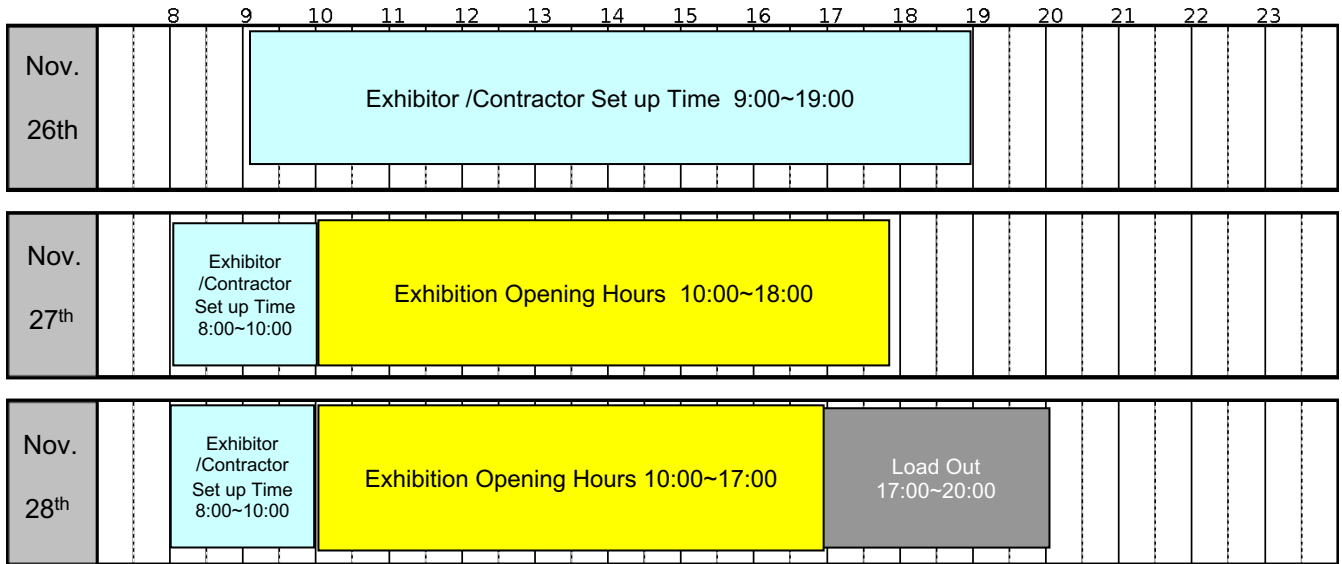 8 9 10 11 12 13 14 15 16 17 18 19 20 21 22 23
Nov.
26th
Exhibitor /Contractor Set up Time 9:00~19:00
Nov.
27th
Exhibitor
/Contractor
Set up Time
8:00~10:00
Exhibition Opening Hours 10:00~18:00
Nov.
28th
Exhibitor
/Contractor
Set up Time
8:00~10:00
Exhibition Opening Hours 10:00~17:00
Load Out
17:00~20:00